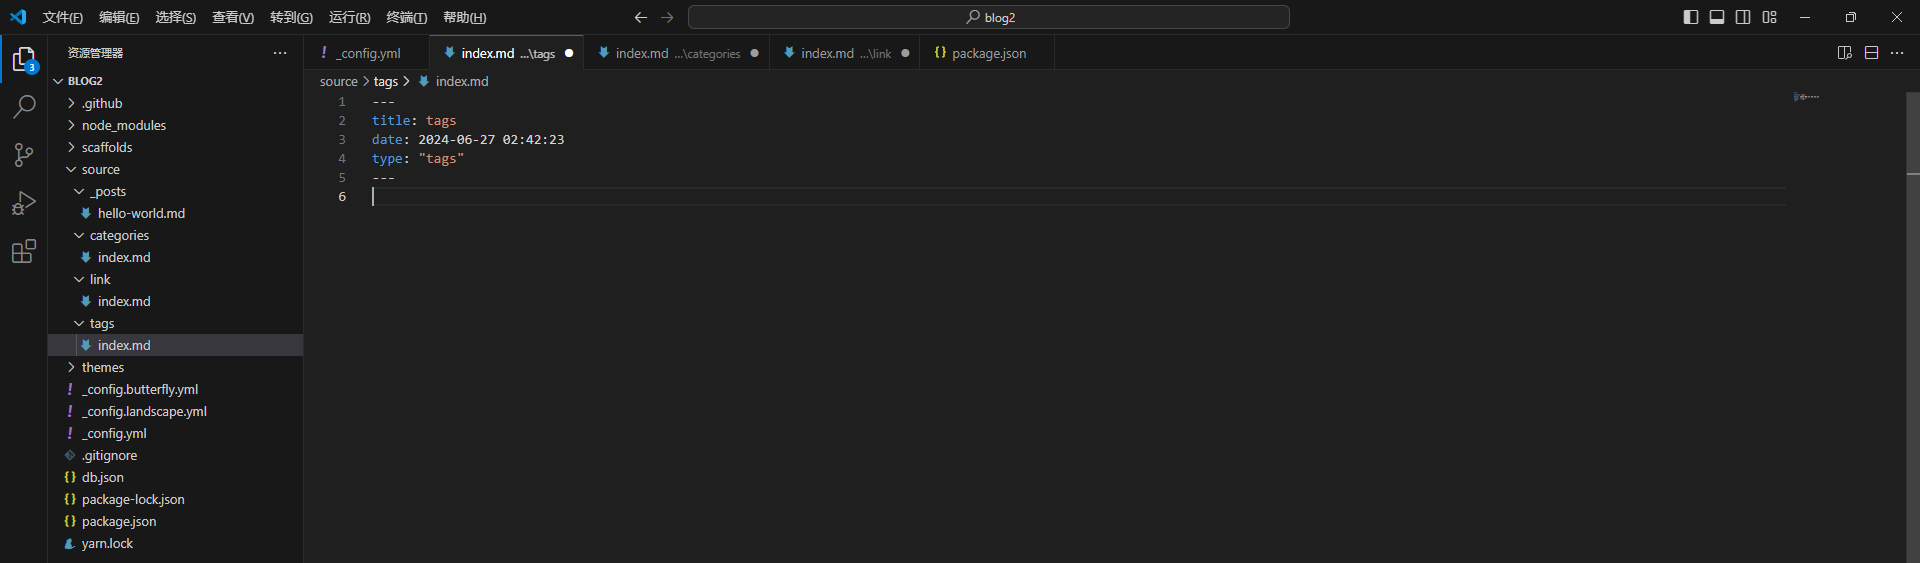 文件(F) 编辑(E) 选择(S) 查看(V) 转到(G) 运行(R) 终端(T) 帮助(H) blog2
资源管理器
BLOG2
.github
node_modules
scaffolds
source
_posts
hello-world.md
categories
index.md
link
index.md
tags
index.md
themes
_config.butterfly.yml
_config.landscape.yml
_config.yml
.gitignore
db.json
package-lock.json
package.json
yarn.lock
3
_config.yml index.md ...\tags index.md ...\categories index.md ...\link package.json
source > tags > index.md
1 ---
2 title: tags
3 date: 2024-06-27 02:42:23
4 type: "tags"
5 ---
6